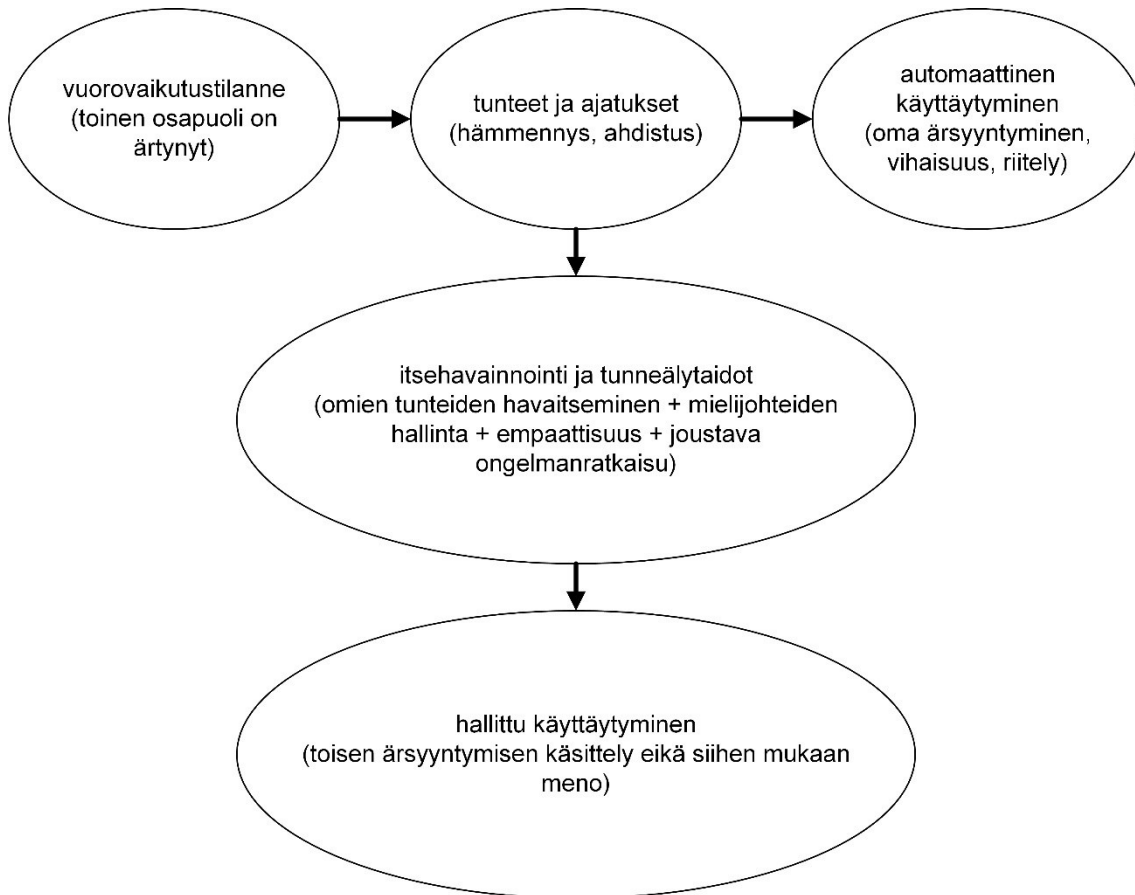 vuorovaikutustilanne
(toinen osapuoli on
ärtynyt)
tunteet ja ajatukset
(hämmennys, ahdistus)
automaattinen
käyttäytyminen
(oma ärsyyntyminen,
vihaisuus, riitely)
itsehavainnointi ja tunneälytaidot
(omien tunteiden havaitseminen + mielijohteiden
hallinta + empaattisuus + joustava
ongelmanratkaisu)
hallittu käyttäytyminen
(toisen ärsyyntymisen käsittely eikä siihen mukaan
meno)